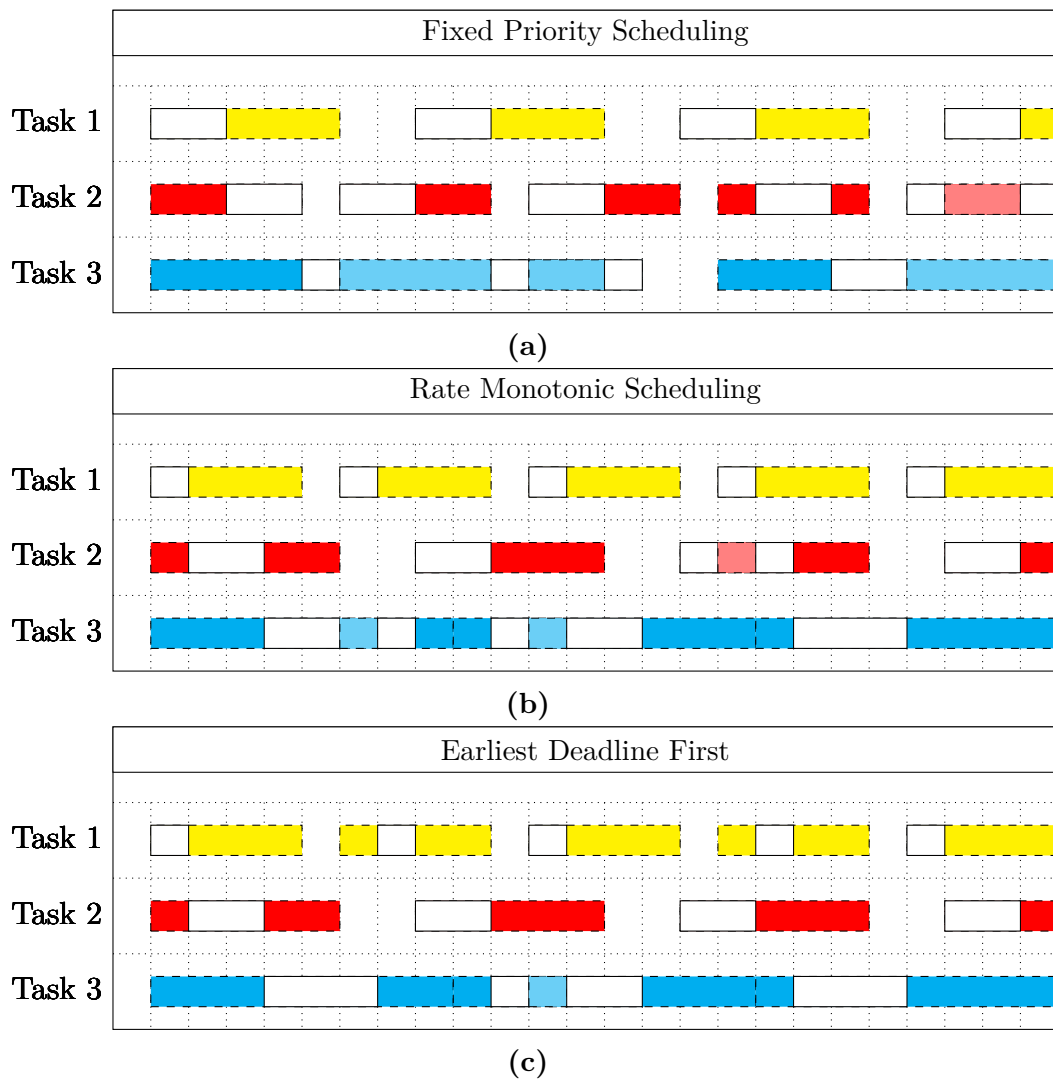 Fixed Priority Scheduling
Task 1
Task 2
Task 3
(a)
Rate Monotonic Scheduling
Task 1
Task 2
Task 3
(b)
Earliest Deadline First
Task 1
Task 2
Task 3
(c)